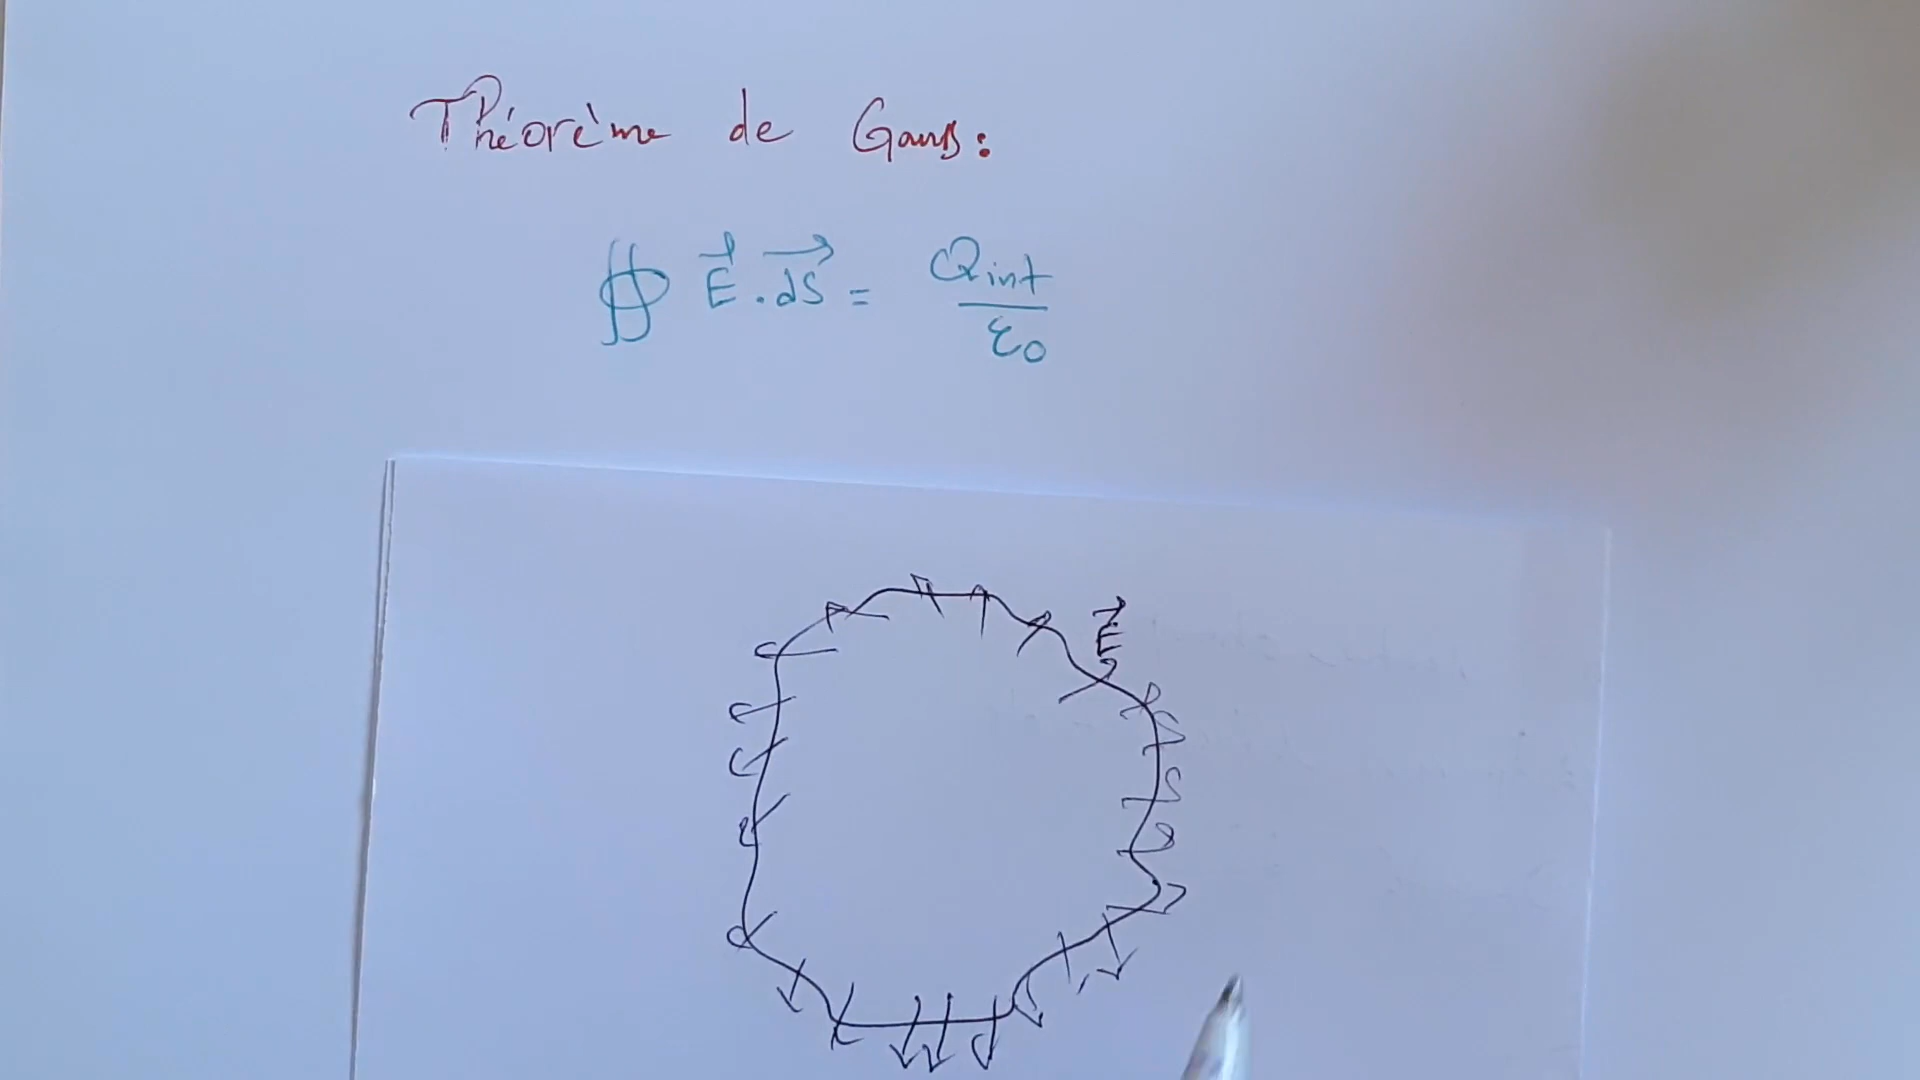 Théorème de Gauss:
∯ E⃗ . dS⃗ = Qint / ε0
E⃗